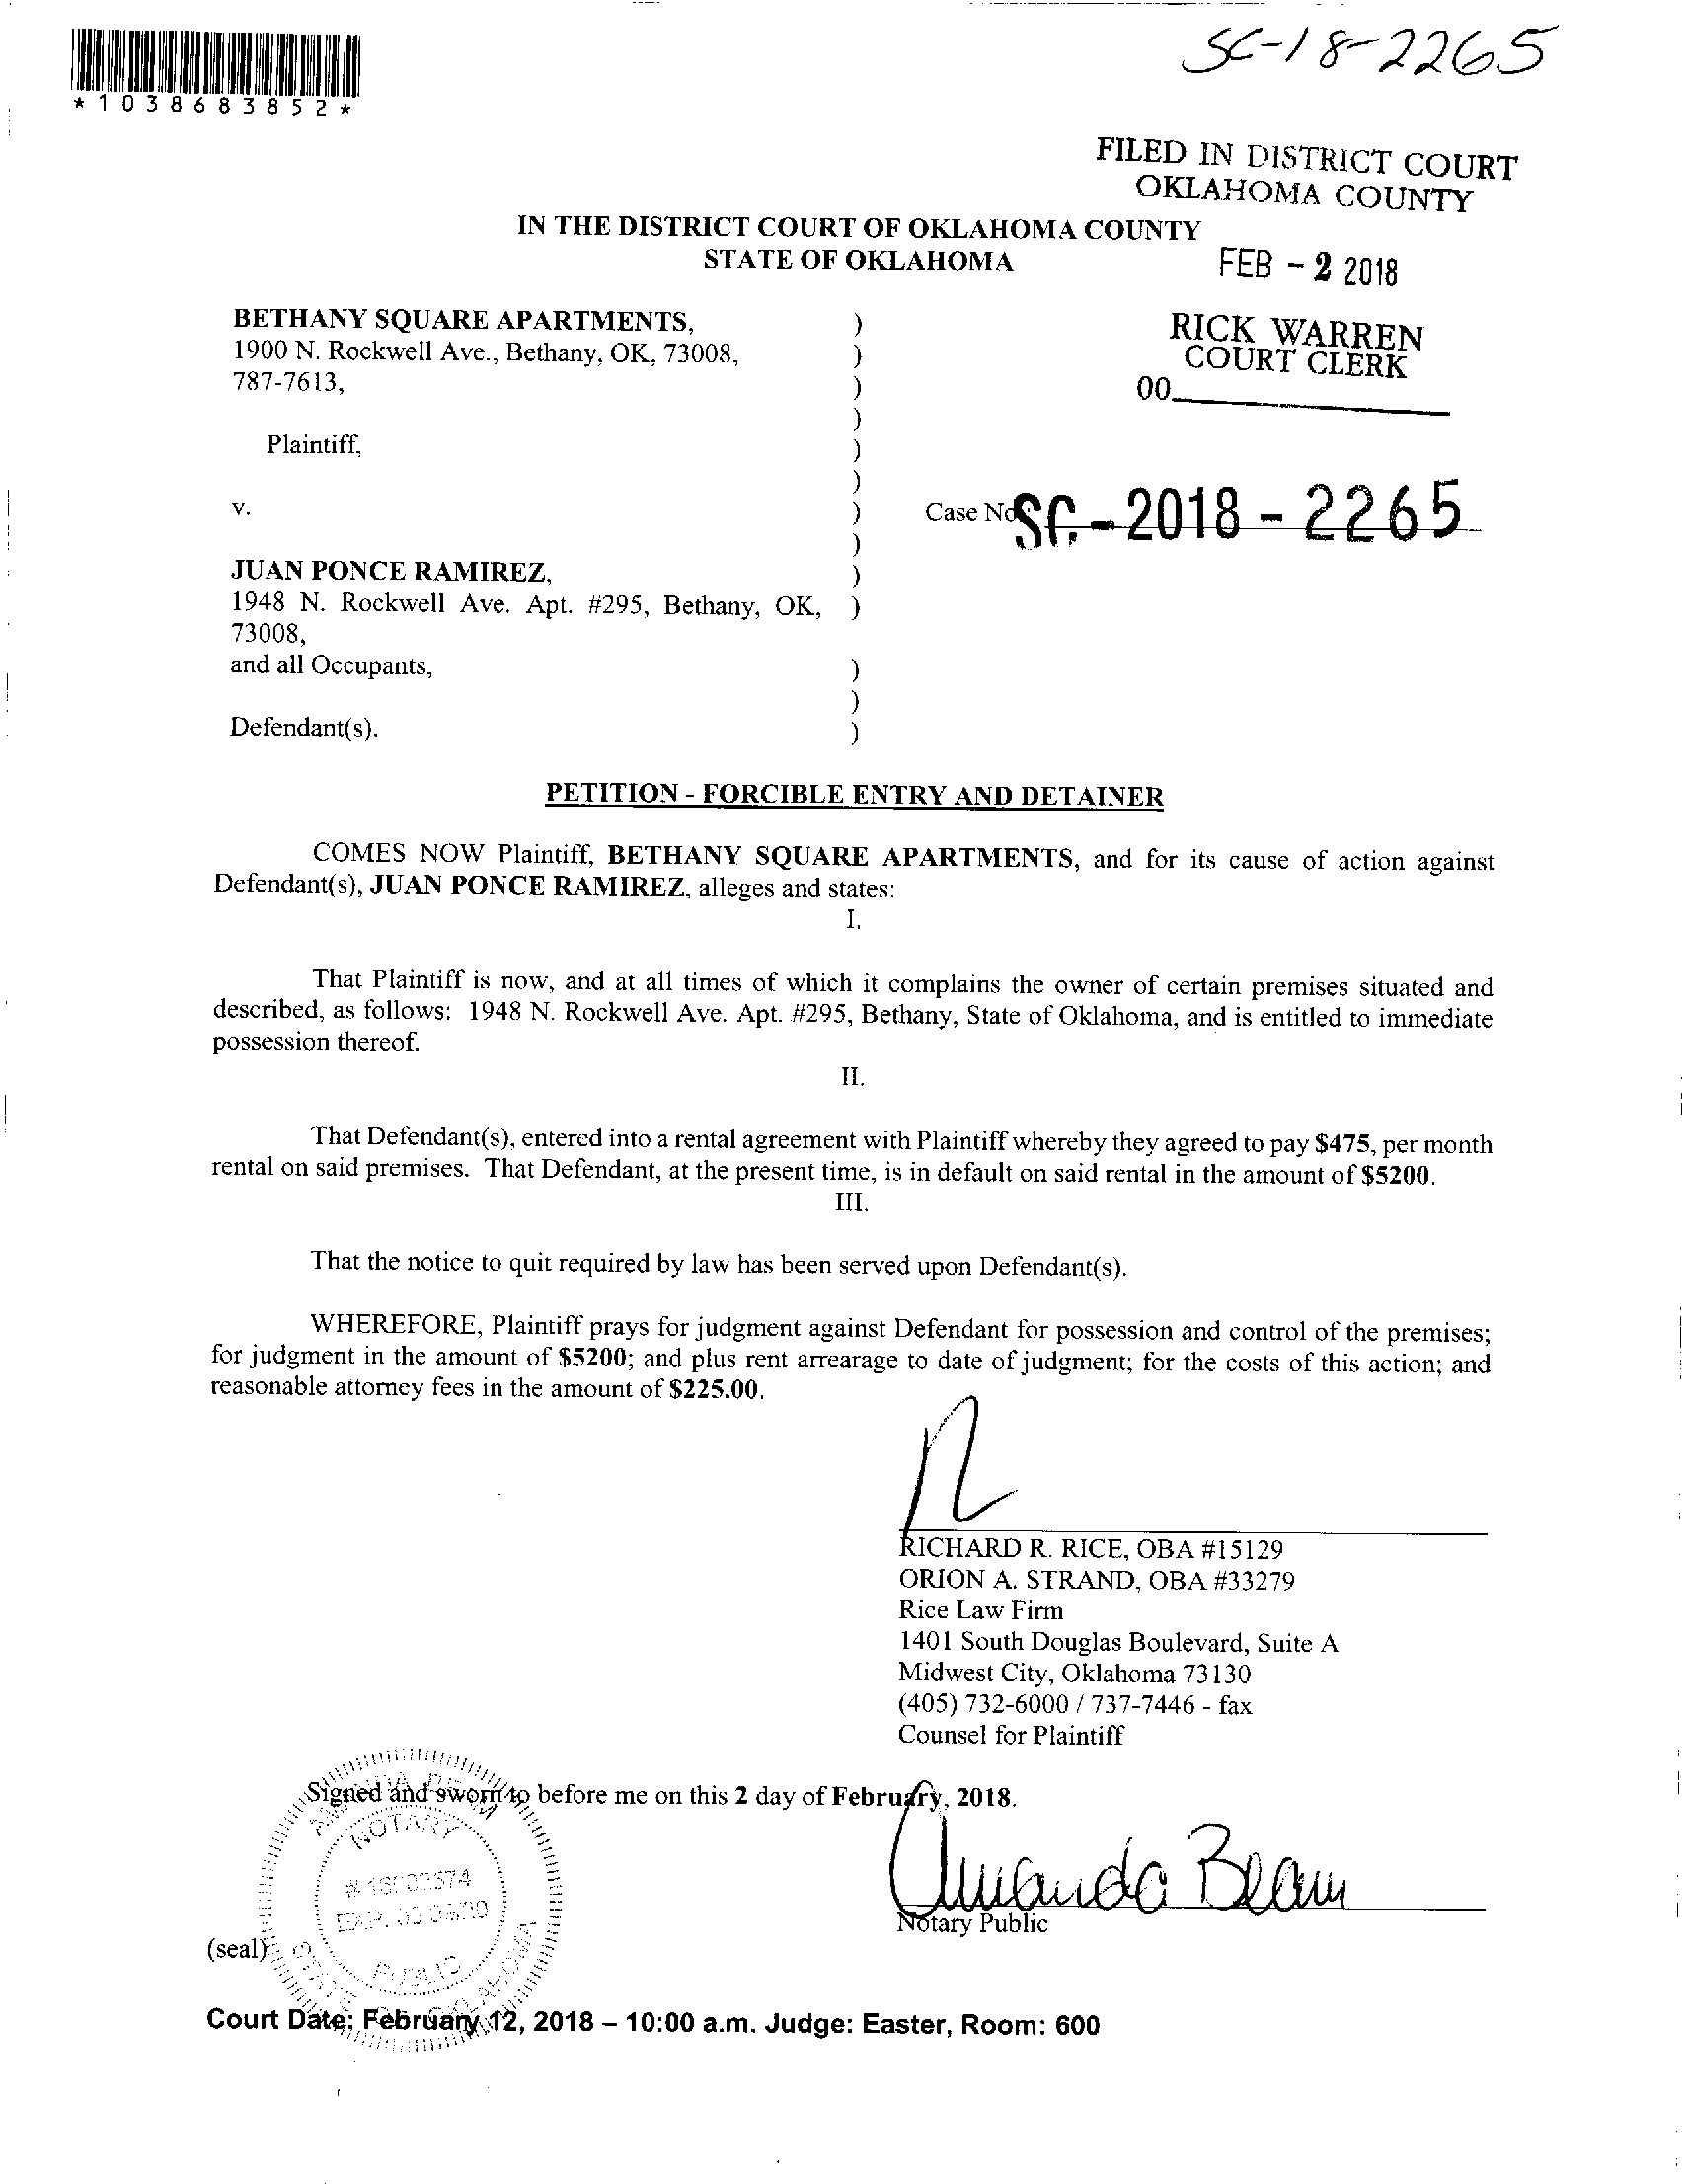 SC-18-2265
*1038683852*
FILED IN DISTRICT COURT
OKLAHOMA COUNTY
IN THE DISTRICT COURT OF OKLAHOMA COUNTY
STATE OF OKLAHOMA
FEB - 2 2018
BETHANY SQUARE APARTMENTS, )
RICK WARREN
1900 N. Rockwell Ave., Bethany, OK, 73008, )
COURT CLERK
787-7613, )
00
)
Plaintiff, )
)
v. )
Case No SC - 2018 - 2265
)
JUAN PONCE RAMIREZ, )
1948 N. Rockwell Ave. Apt. #295, Bethany, OK, )
73008,
and all Occupants, )
)
Defendant(s). )
PETITION - FORCIBLE ENTRY AND DETAINER
COMES NOW Plaintiff, BETHANY SQUARE APARTMENTS, and for its cause of action against
Defendant(s), JUAN PONCE RAMIREZ, alleges and states:
I.
That Plaintiff is now, and at all times of which it complains the owner of certain premises situated and
described, as follows: 1948 N. Rockwell Ave. Apt. #295, Bethany, State of Oklahoma, and is entitled to immediate
possession thereof.
II.
That Defendant(s), entered into a rental agreement with Plaintiff whereby they agreed to pay $475, per month
rental on said premises. That Defendant, at the present time, is in default on said rental in the amount of $5200.
III.
That the notice to quit required by law has been served upon Defendant(s).
WHEREFORE, Plaintiff prays for judgment against Defendant for possession and control of the premises;
for judgment in the amount of $5200; and plus rent arrearage to date of judgment; for the costs of this action; and
reasonable attorney fees in the amount of $225.00.
RICHARD R. RICE, OBA #15129
ORION A. STRAND, OBA #33279
Rice Law Firm
1401 South Douglas Boulevard, Suite A
Midwest City, Oklahoma 73130
(405) 732-6000 / 737-7446 - fax
Counsel for Plaintiff
Signed and sworn to before me on this 2 day of February, 2018.
NOTARY
Amanda Beam
Notary Public
(seal)
PUBLIC
STATE OF OKLAHOMA
Court Date: February 12, 2018 – 10:00 a.m. Judge: Easter, Room: 600